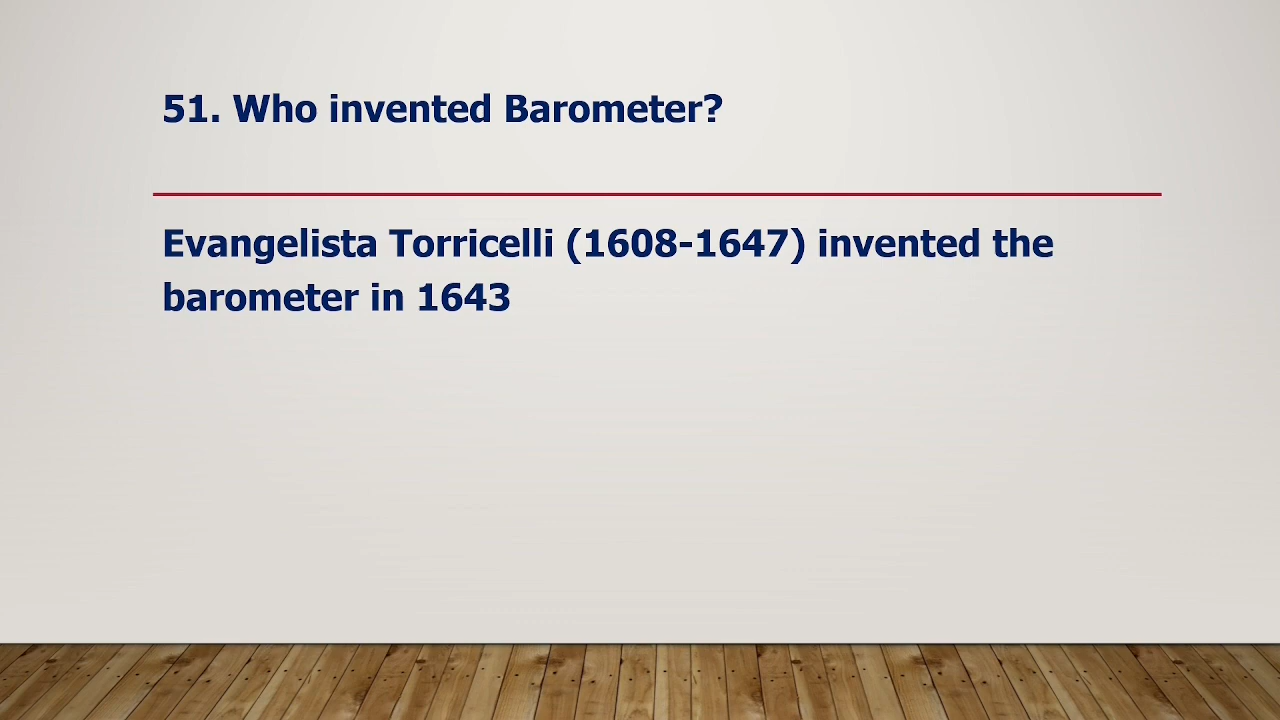 51. Who invented Barometer?
Evangelista Torricelli (1608-1647) invented the
barometer in 1643